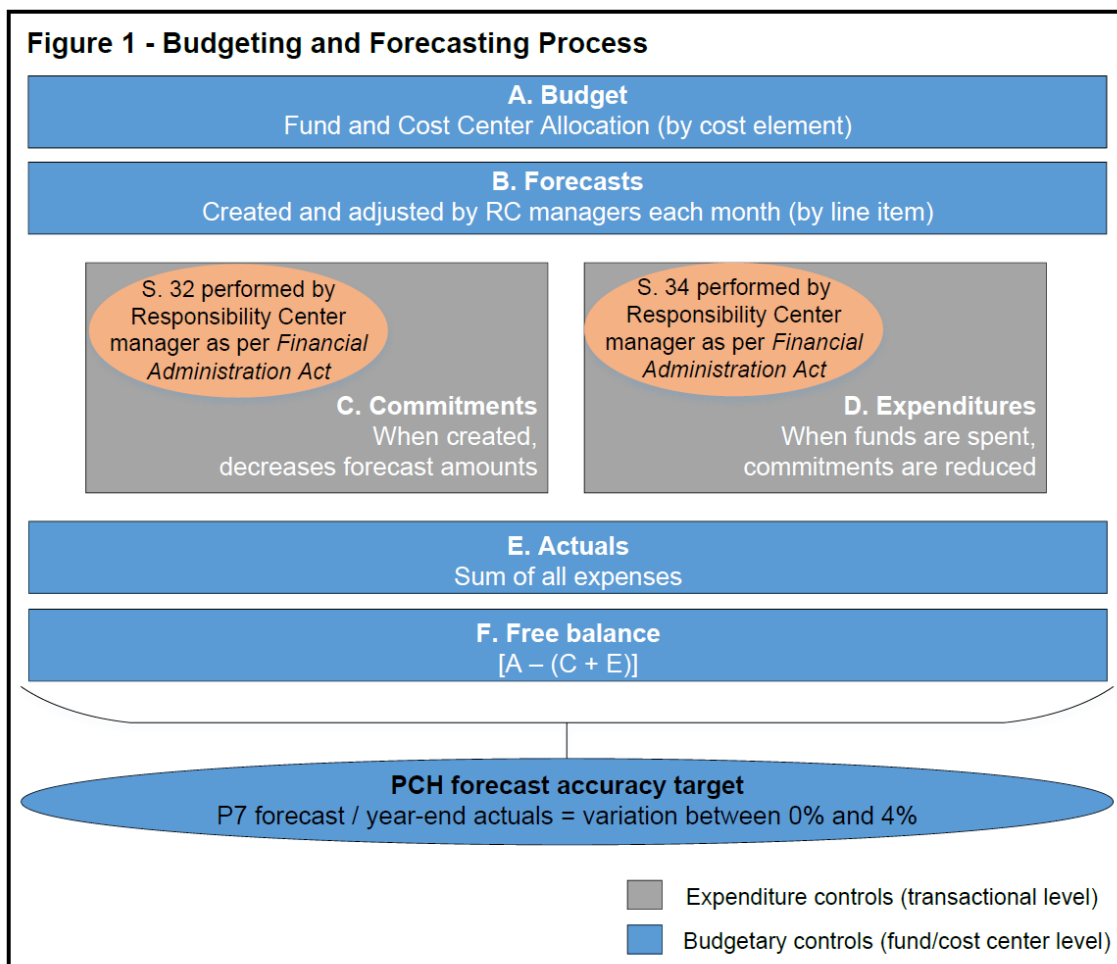 Figure 1 - Budgeting and Forecasting Process
A. Budget
Fund and Cost Center Allocation (by cost element)
B. Forecasts
Created and adjusted by RC managers each month (by line item)
S. 32 performed by
Responsibility Center
manager as per Financial
Administration Act
C. Commitments
When created,
decreases forecast amounts
S. 34 performed by
Responsibility Center
manager as per Financial
Administration Act
D. Expenditures
When funds are spent,
commitments are reduced
E. Actuals
Sum of all expenses
F. Free balance
[A – (C + E)]
PCH forecast accuracy target
P7 forecast / year-end actuals = variation between 0% and 4%
Expenditure controls (transactional level)
Budgetary controls (fund/cost center level)